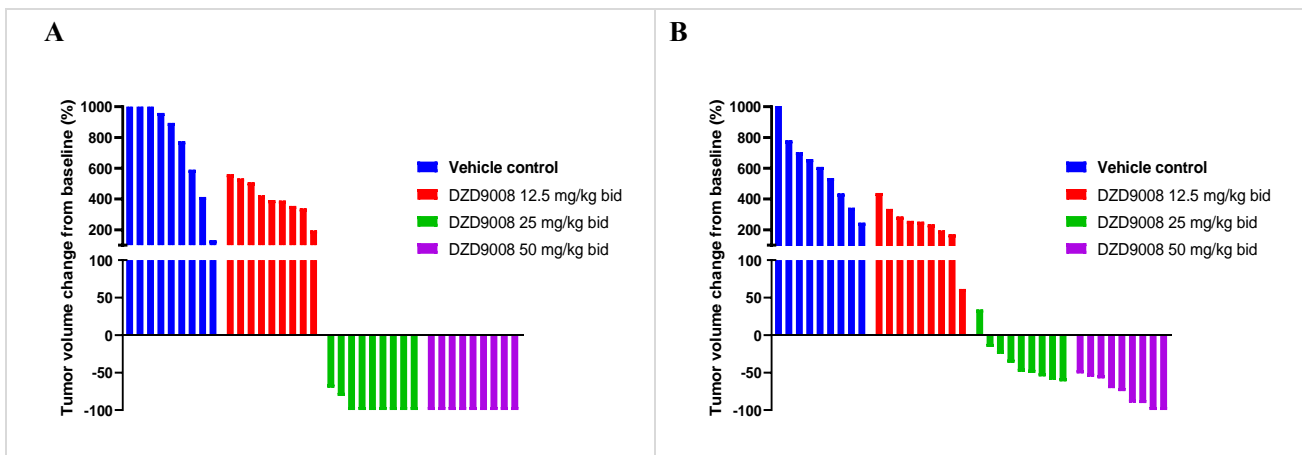 A
Tumor volume change from baseline (%)
1000
800
600
400
200
100
50
0
-50
-100
Vehicle control
DZD9008 12.5 mg/kg bid
DZD9008 25 mg/kg bid
DZD9008 50 mg/kg bid
B
Tumor volume change from baseline (%)
1000
800
600
400
200
100
50
0
-50
-100
Vehicle control
DZD9008 12.5 mg/kg bid
DZD9008 25 mg/kg bid
DZD9008 50 mg/kg bid